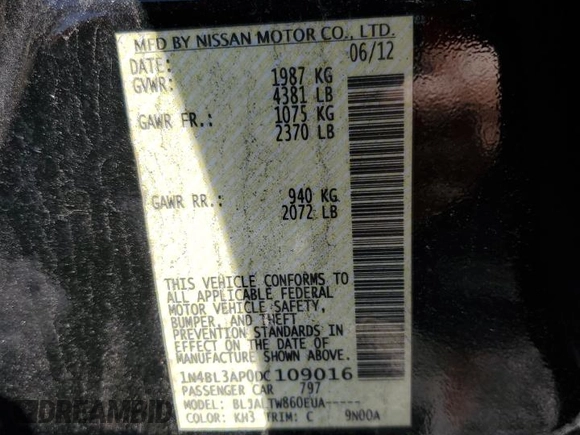 MFD BY NISSAN MOTOR CO., LTD.
DATE: 06/12
GVWR: 1987 KG
4381 LB
GAWR FR.: 1075 KG
2370 LB
GAWR RR.: 940 KG
2072 LB
THIS VEHICLE CONFORMS TO
ALL APPLICABLE FEDERAL
MOTOR VEHICLE SAFETY,
BUMPER, AND THEFT
PREVENTION STANDARDS IN
EFFECT ON THE DATE OF
MANUFACTURE SHOWN ABOVE.
1N4BL3AP0DC109016
PASSENGER CAR 797
MODEL: BL3ALTW860EUA-----
COLOR: KH3 TRIM: C 9N00A